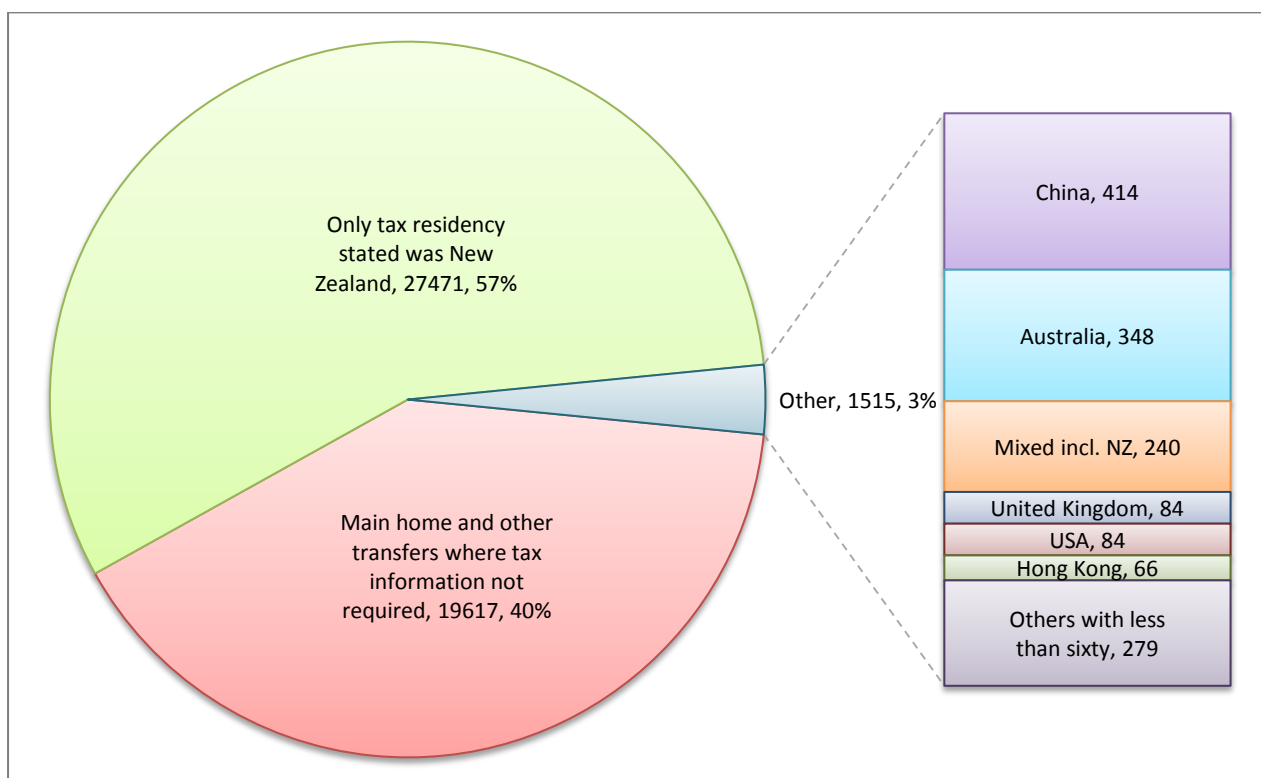 Only tax residency
stated was New
Zealand, 27471, 57%
Main home and other
transfers where tax
information not
required, 19617, 40%
Other, 1515, 3%
China, 414
Australia, 348
Mixed incl. NZ, 240
United Kingdom, 84
USA, 84
Hong Kong, 66
Others with less
than sixty, 279